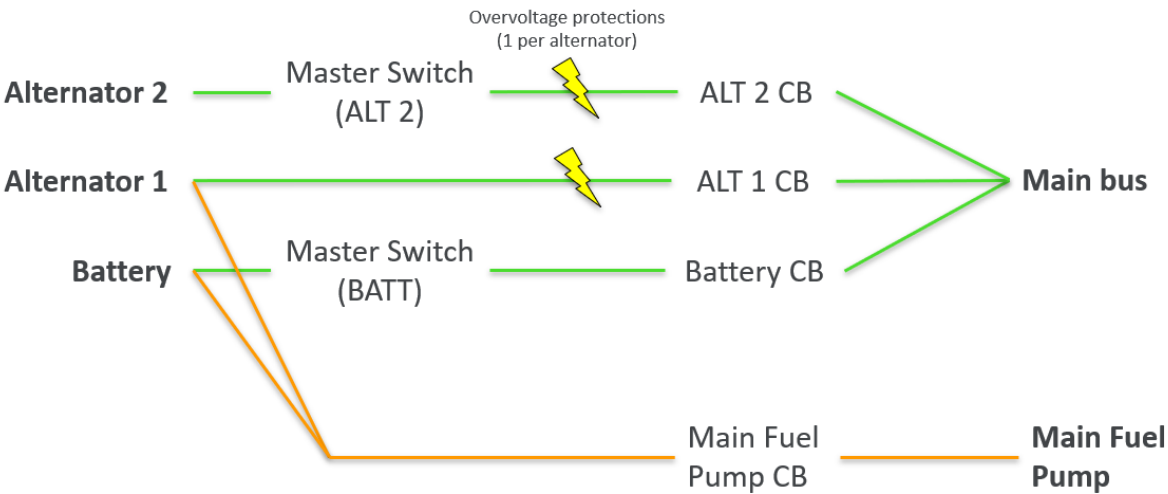 Overvoltage protections
(1 per alternator)
Alternator 2
Master Switch
(ALT 2)
ALT 2 CB
Alternator 1
ALT 1 CB
Main bus
Battery
Master Switch
(BATT)
Battery CB
Main Fuel
Pump CB
Main Fuel
Pump